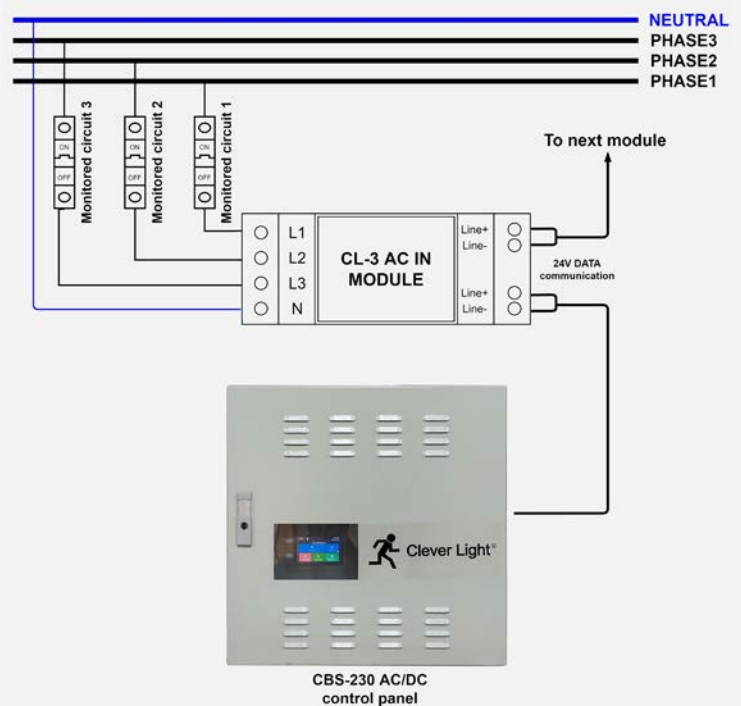 NEUTRAL
PHASE3
PHASE2
PHASE1
Monitored circuit 3
ON
OFF
Monitored circuit 2
ON
OFF
Monitored circuit 1
ON
OFF
To next module
L1
L2
L3
N
CL-3 AC IN
MODULE
Line+
Line-
Line+
Line-
24V DATA
communication
Clever Light®
CBS-230 AC/DC
control panel